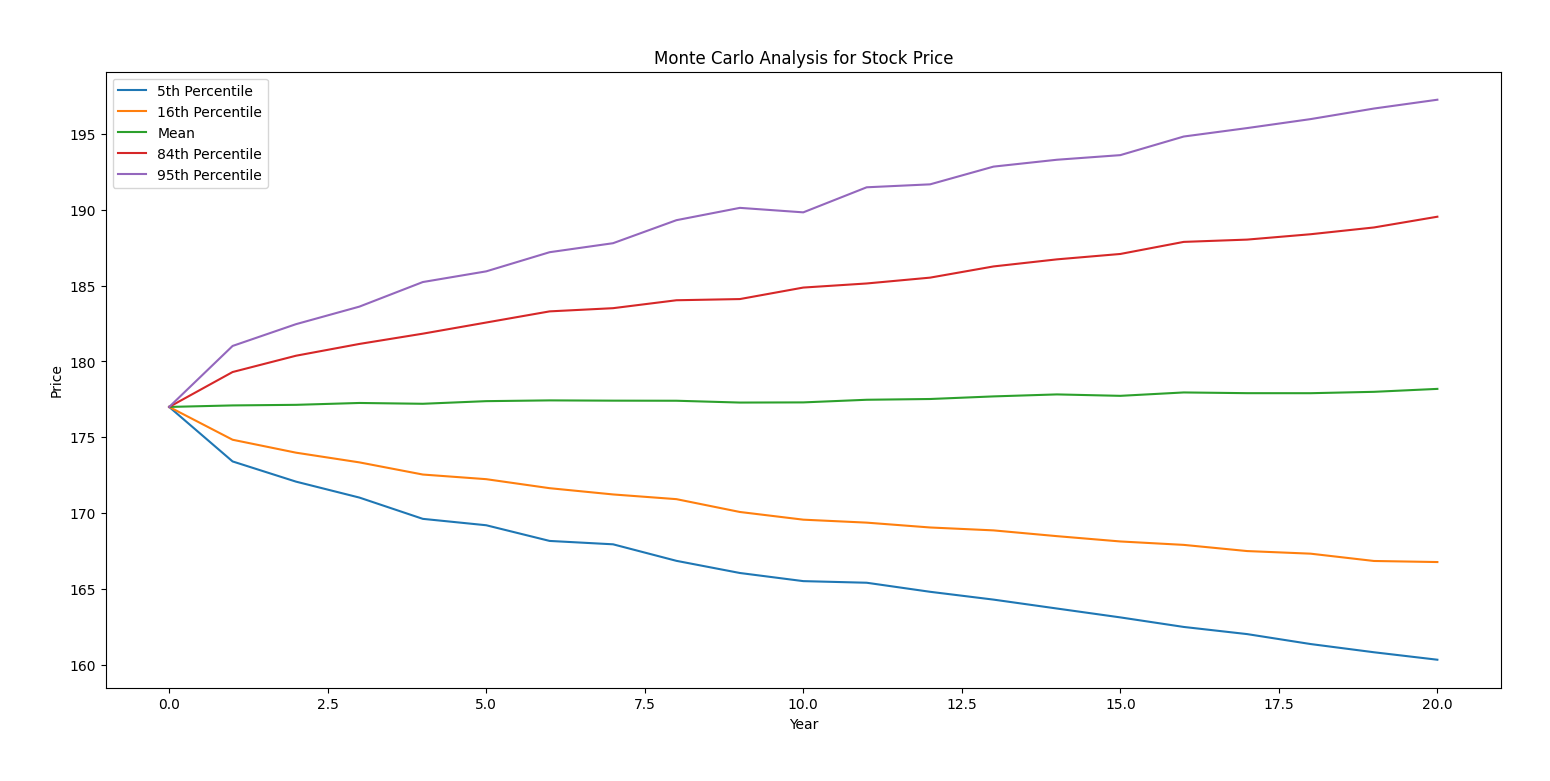 Monte Carlo Analysis for Stock Price
5th Percentile
16th Percentile
Mean
84th Percentile
95th Percentile
195
190
185
180
175
170
165
160
Price
0.0 2.5 5.0 7.5 10.0 12.5 15.0 17.5 20.0
Year